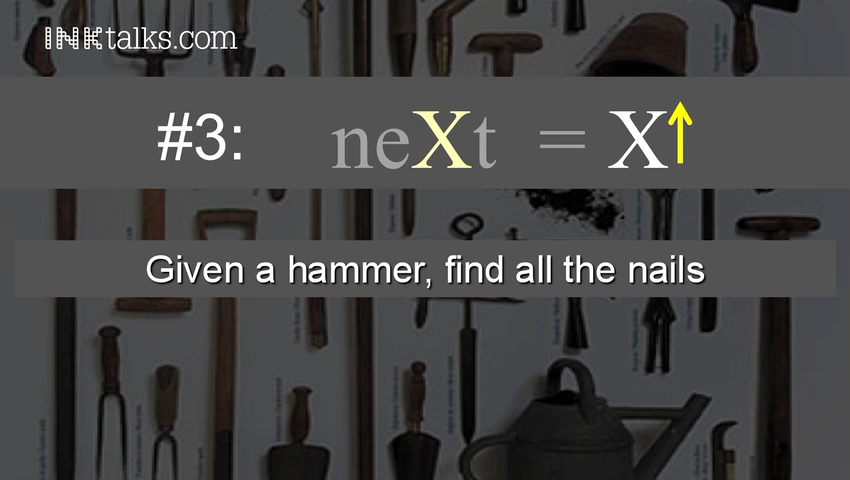 INKtalks.com
#3: neXt = X↑
Given a hammer, find all the nails